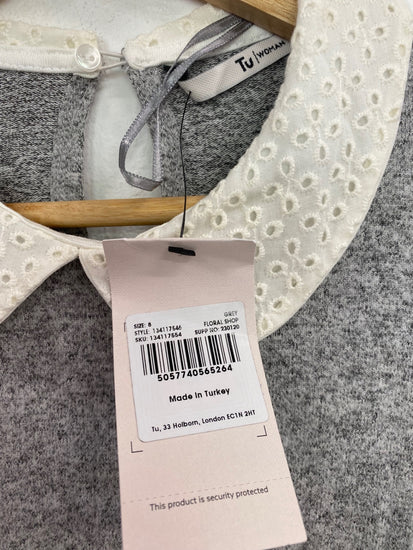 Tu | WOMAN
SIZE: 8 GREY
STYLE: 134117546 FLORAL SHOP
SKU: 134117554 SUPP NO: 230120
5057740565264
Made in Turkey
Tu, 33 Holborn, London EC1N 2HT
This product is security protected